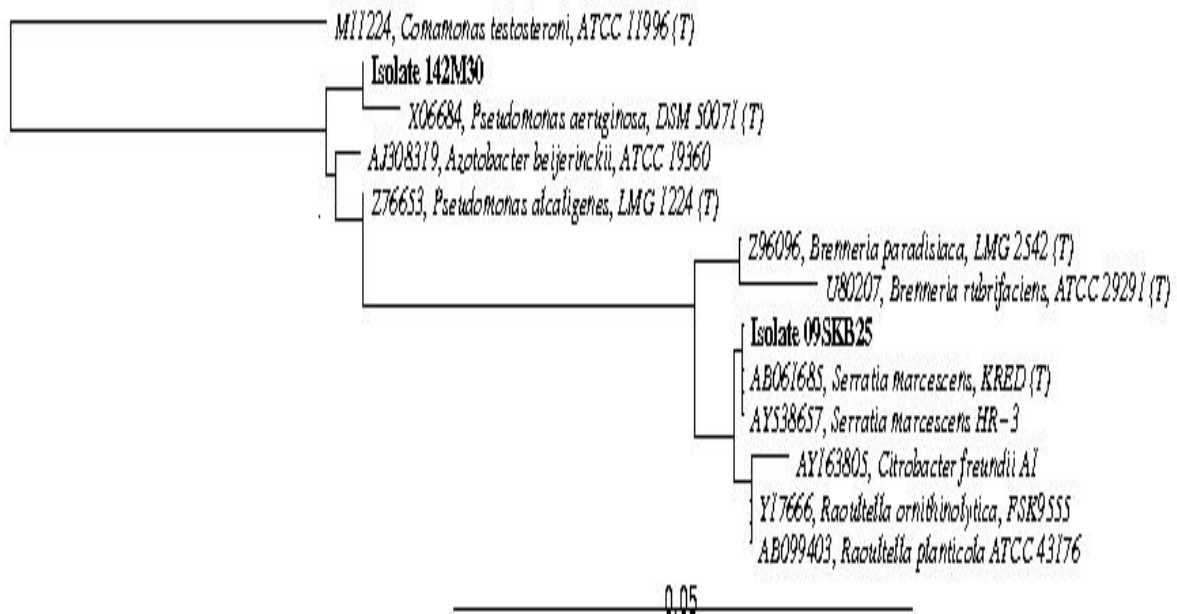 M11224, Comamonas testosteroni, ATCC 11996 (T)
Isolate 142M30
X06684, Pseudomonas aeruginosa, DSM 50071 (T)
AJ308319, Azotobacter beijerinckii, ATCC 19360
Z76653, Pseudomonas alcaligenes, LMG 1224 (T)
Z96096, Brenneria paradisiaca, LMG 2542 (T)
U80207, Brenneria rubrifaciens, ATCC 29291 (T)
Isolate 09SKB25
AB061685, Serratia marcescens, KRED (T)
AY538657, Serratia marcescens HR-3
AY163805, Citrobacter freundii A1
Y17666, Raoultella ornithinolytica, FSK9555
AB099403, Raoultella planticola ATCC 43176
0.05